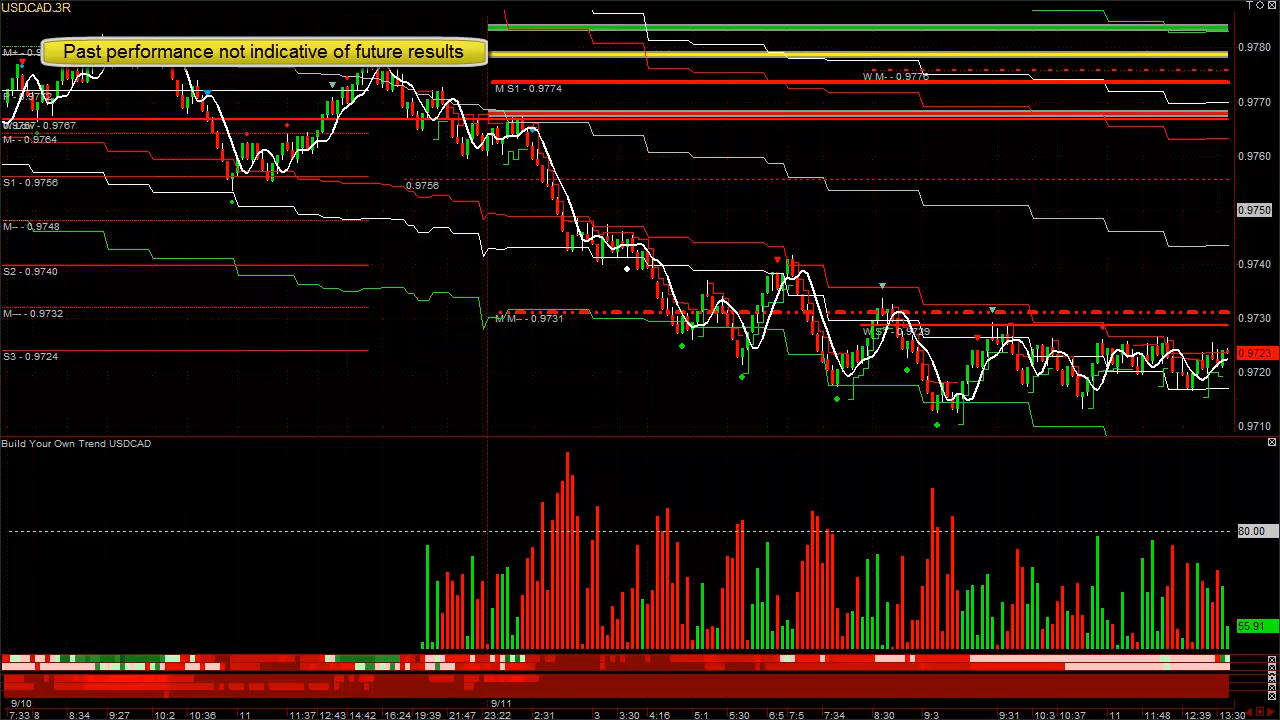 USDCAD.3R
Past performance not indicative of future results
0.9780
W M-- 0.9776
M S1 - 0.9774
0.9770
W - 0.9767
M- - 0.9764
0.9760
S1 - 0.9756
0.9756
0.9750
M-- - 0.9748
S2 - 0.9740
0.9740
M--- - 0.9732
M M-- - 0.9731
0.9730
S3 - 0.9724
0.9723
0.9720
0.9710
Build Your Own Trend USDCAD
80.00
55.91
9/10
9/11
7:33 8:34 9:27 10:2 10:36 11 11:37 12:43 14:42 16:24 19:39 21:47 23:22 2:31 3 3:30 4:16 5:1 5:30 6:5 7:5 7:34 8:30 9:3 9:31 10:3 10:37 11 11:48 12:36 13:30